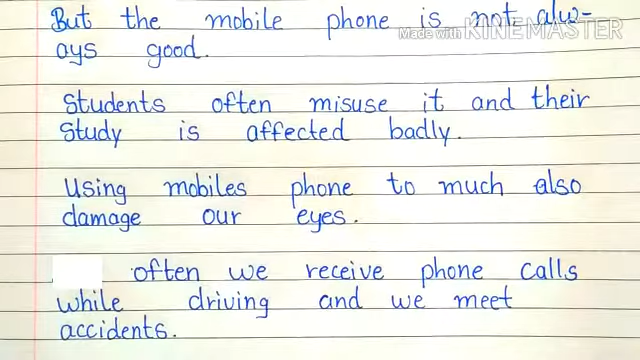 But the mobile phone is not alw-
Made with KINEMASTER
ays good.
Students often misuse it and their
study is affected badly.
Using mobiles phone to much also
damage our eyes.
often we receive phone calls
while driving and we meet
accidents.